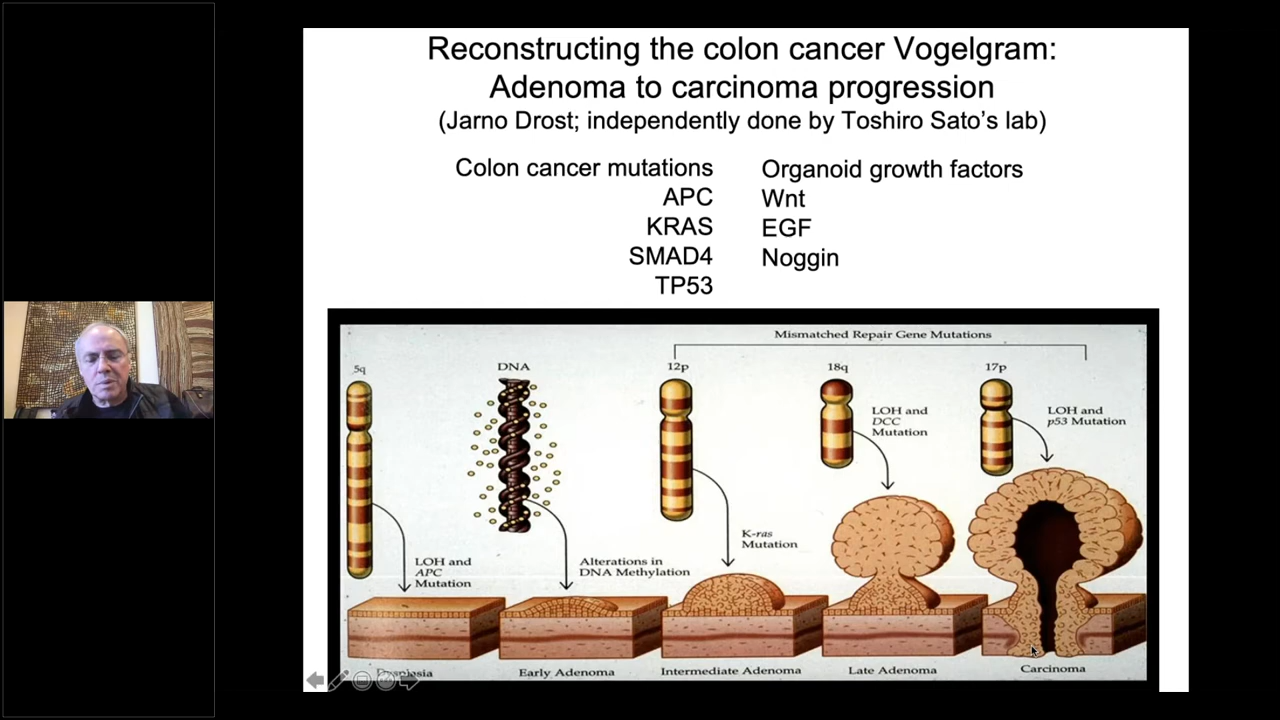 Reconstructing the colon cancer Vogelgram:
Adenoma to carcinoma progression
(Jarno Drost; independently done by Toshiro Sato's lab)
Colon cancer mutations
APC
KRAS
SMAD4
TP53
Organoid growth factors
Wnt
EGF
Noggin
Mismatched Repair Gene Mutations
5q
DNA
12p
18q
17p
LOH and
DCC
Mutation
LOH and
p53 Mutation
K-ras
Mutation
LOH and
APC
Mutation
Alterations in
DNA Methylation
Dysplasia
Early Adenoma
Intermediate Adenoma
Late Adenoma
Carcinoma